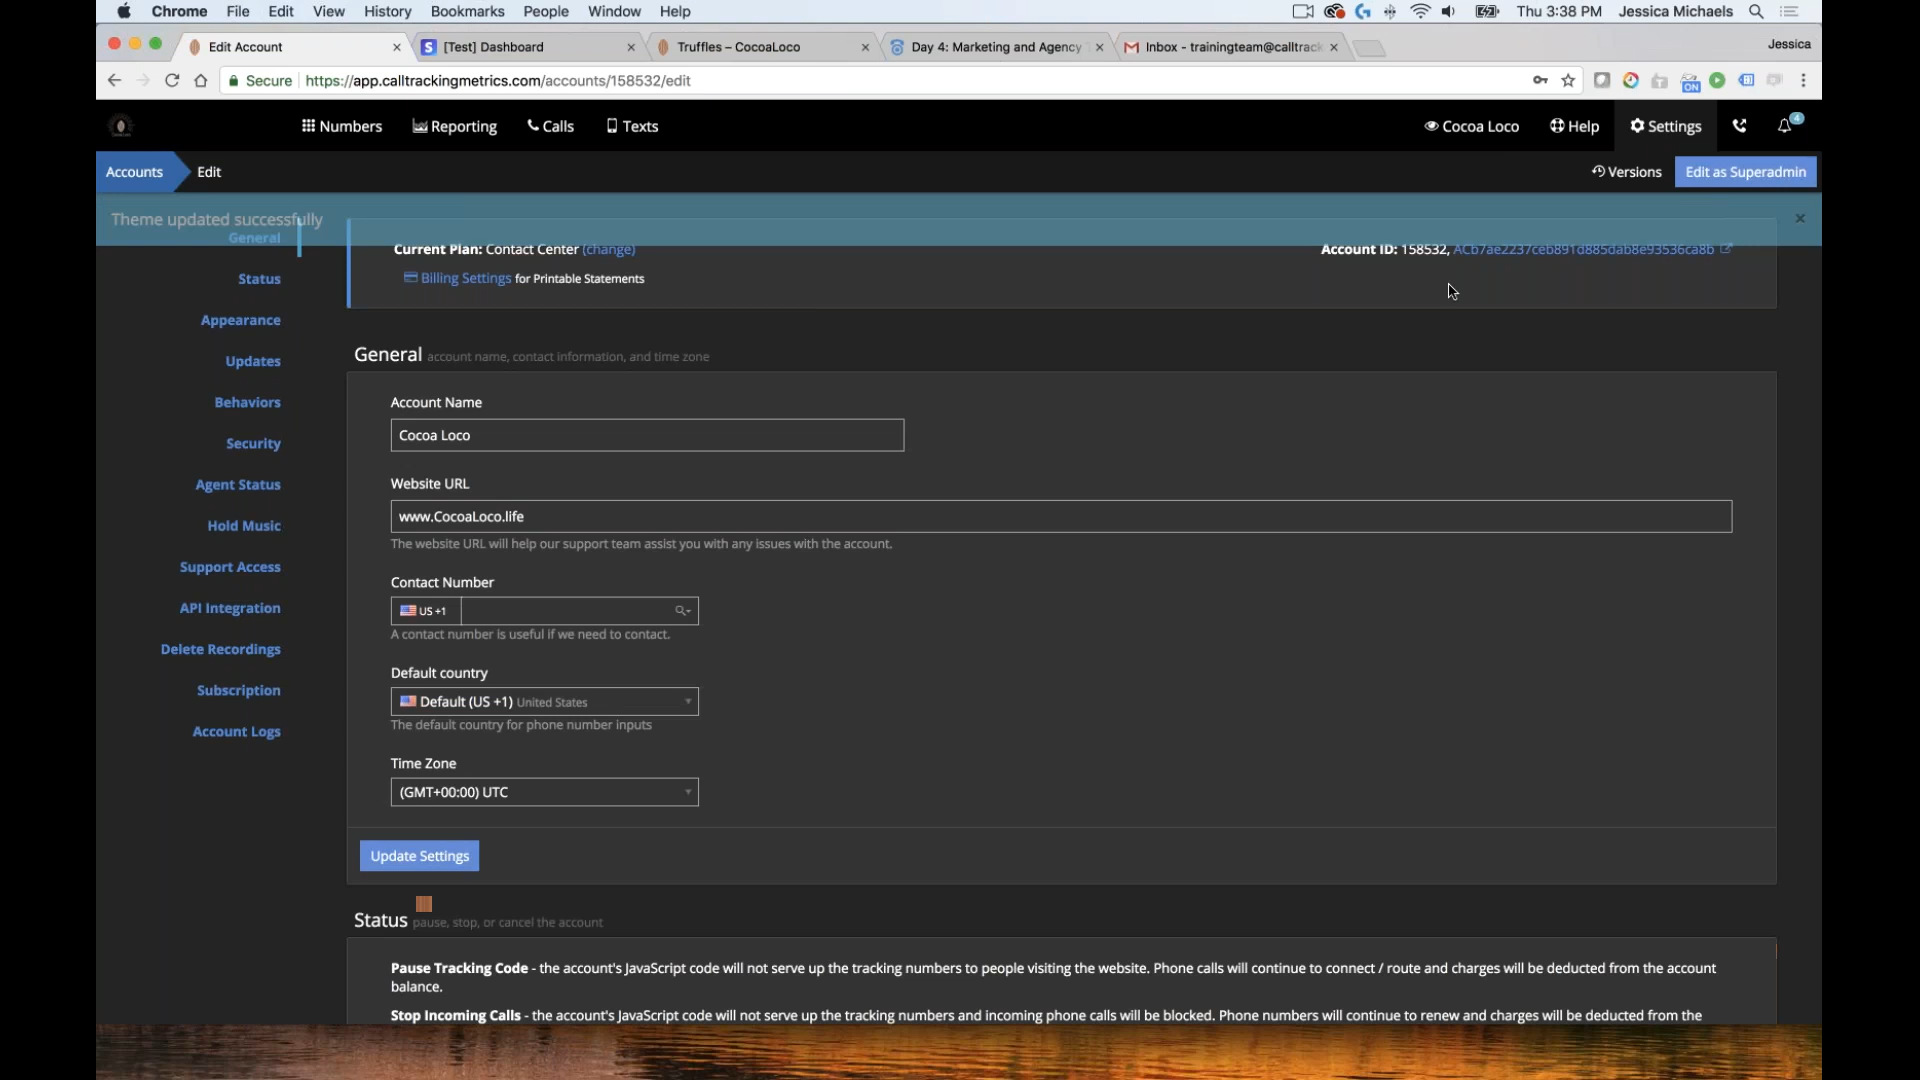 Chrome File Edit View History Bookmarks People Window Help Thu 3:38 PM Jessica Michaels
Edit Account [Test] Dashboard Truffles – CocoaLoco Day 4: Marketing and Agency Inbox - trainingteam@calltrack Jessica
Secure https://app.calltrackingmetrics.com/accounts/158532/edit ON
Numbers Reporting Calls Texts Cocoa Loco Help Settings 4
Accounts Edit Versions Edit as Superadmin
Theme updated successfully
General
Current Plan: Contact Center (change) Account ID: 158532, ACb7ae2237ceb891d885dab8e93536ca8b
Billing Settings for Printable Statements
Status
Appearance
Updates
Behaviors
Security
Agent Status
Hold Music
Support Access
API Integration
Delete Recordings
Subscription
Account Logs
General account name, contact information, and time zone
Account Name
Cocoa Loco
Website URL
www.CocoaLoco.life
The website URL will help our support team assist you with any issues with the account.
Contact Number
US +1
A contact number is useful if we need to contact.
Default country
Default (US +1) United States
The default country for phone number inputs
Time Zone
(GMT+00:00) UTC
Update Settings
Status pause, stop, or cancel the account
Pause Tracking Code - the account's JavaScript code will not serve up the tracking numbers to people visiting the website. Phone calls will continue to connect / route and charges will be deducted from the account
balance.
Stop Incoming Calls - the account's JavaScript code will not serve up the tracking numbers and incoming phone calls will be blocked. Phone numbers will continue to renew and charges will be deducted from the